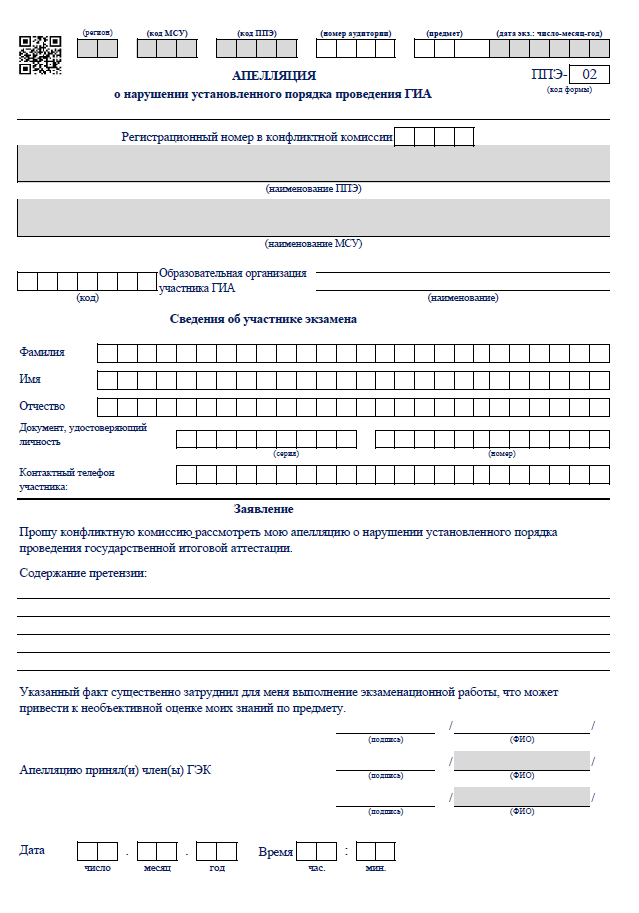 (регион) (код МСУ) (код ППЭ) (номер аудитории) (предмет) (дата экз.: число-месяц-год)
АПЕЛЛЯЦИЯ ППЭ- 02
о нарушении установленного порядка проведения ГИА (код формы)
Регистрационный номер в конфликтной комиссии
(наименование ППЭ)
(наименование МСУ)
Образовательная организация
участника ГИА
(код) (наименование)
Сведения об участнике экзамена
Фамилия
Имя
Отчество
Документ, удостоверяющий
личность
(серия) (номер)
Контактный телефон
участника:
Заявление
Прошу конфликтную комиссию рассмотреть мою апелляцию о нарушении установленного порядка
проведения государственной итоговой аттестации.
Содержание претензии:
Указанный факт существенно затруднил для меня выполнение экзаменационной работы, что может
привести к необъективной оценке моих знаний по предмету.
/ /
(подпись) (ФИО)
Апелляцию принял(и) член(ы) ГЭК / /
(подпись) (ФИО)
/ /
(подпись) (ФИО)
Дата . . Время :
число месяц год час. мин.